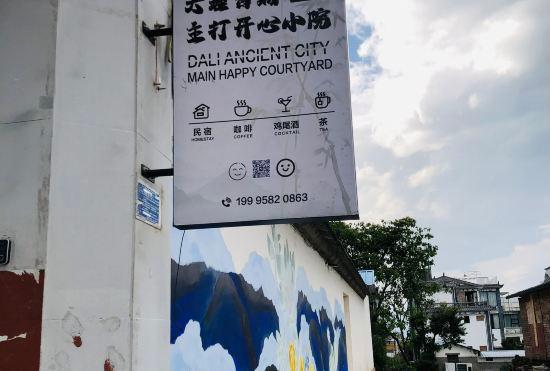 主打开心小院
DALI ANCIENT CITY
MAIN HAPPY COURTYARD
民宿 咖啡 鸡尾酒 茶
HOMESTAY COFFEE COCKTAIL TEA
199 9582 0863